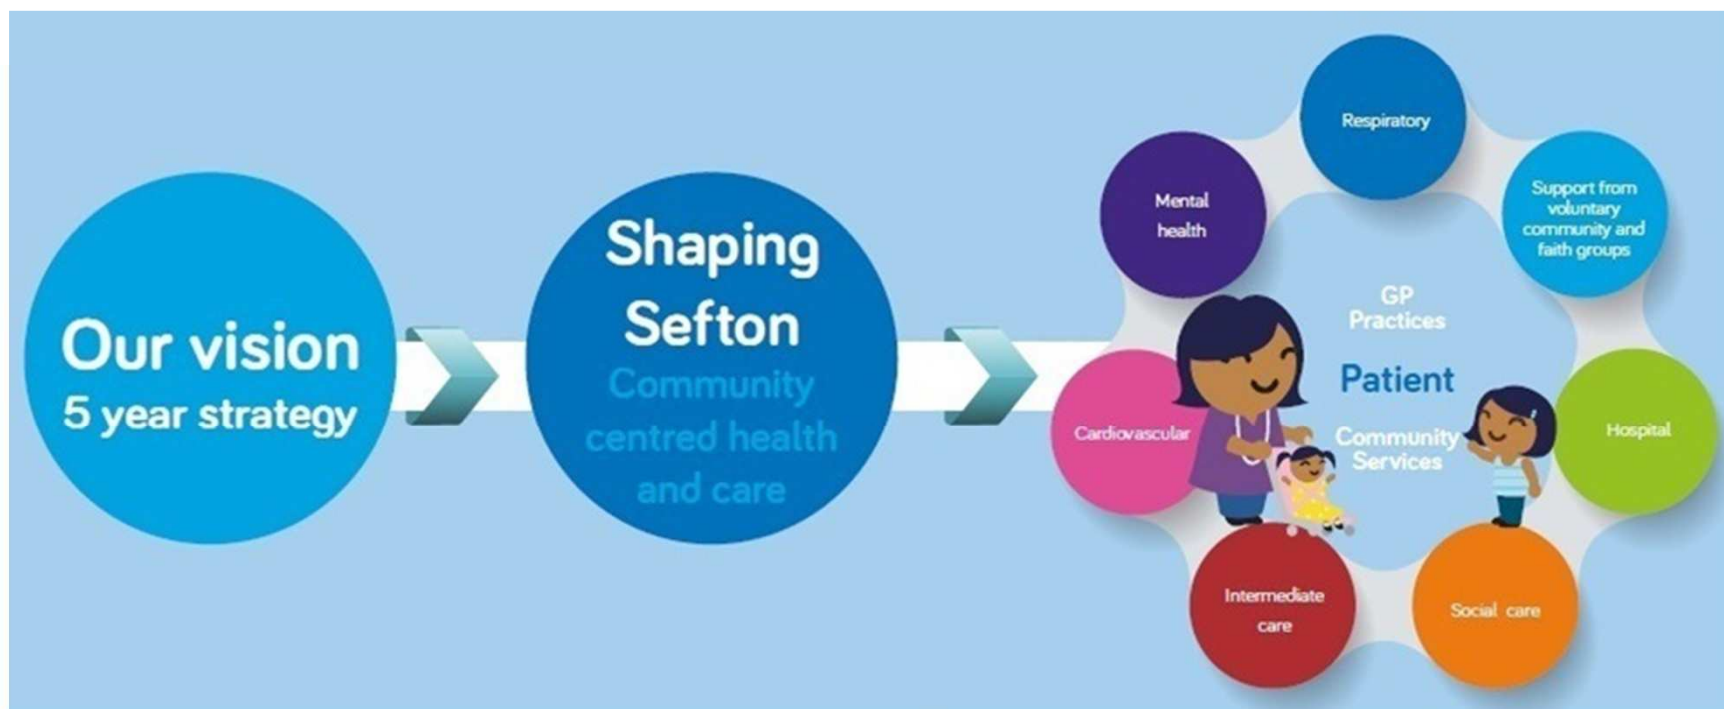 Our vision
5 year strategy
Shaping
Sefton
Community
centred health
and care
Respiratory
Support from
voluntary
community and
faith groups
Hospital
Social care
Intermediate
care
Cardiovascular
Mental
health
GP
Practices
Patient
Community
Services